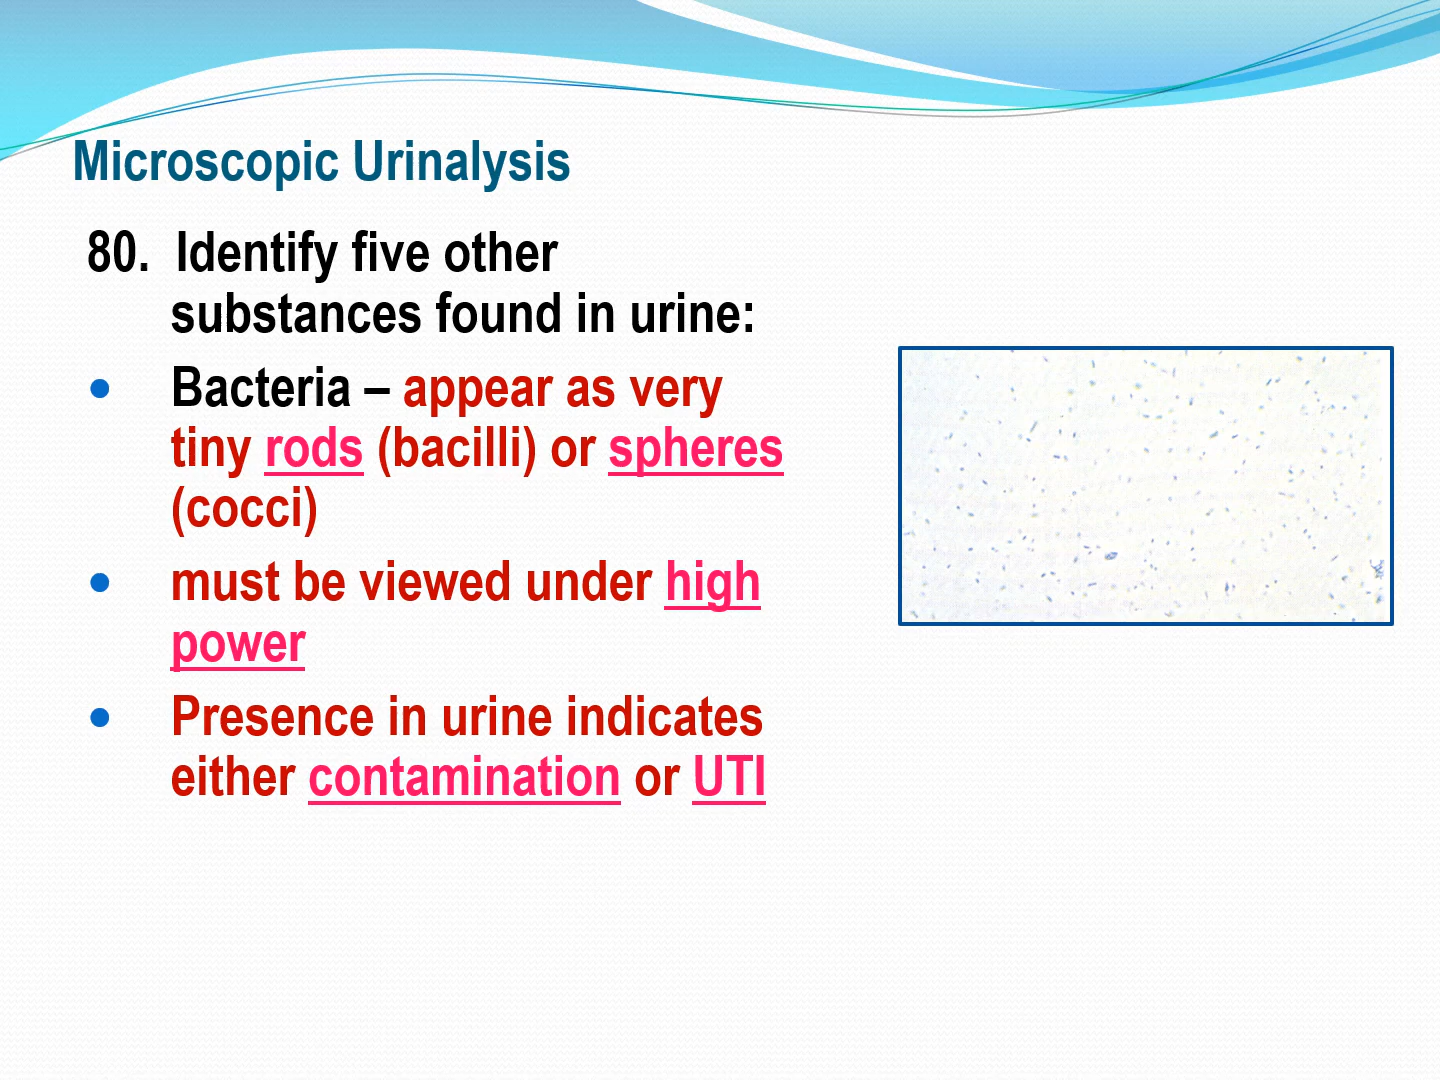 Microscopic Urinalysis
80. Identify five other
substances found in urine:
• Bacteria – appear as very
tiny rods (bacilli) or spheres
(cocci)
• must be viewed under high
power
• Presence in urine indicates
either contamination or UTI